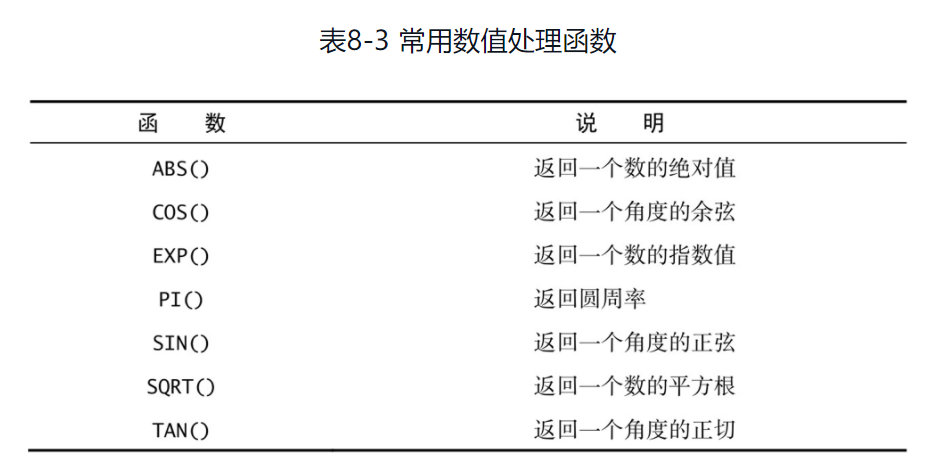 表8-3 常用数值处理函数
函 数 说 明
ABS() 返回一个数的绝对值
COS() 返回一个角度的余弦
EXP() 返回一个数的指数值
PI() 返回圆周率
SIN() 返回一个角度的正弦
SQRT() 返回一个数的平方根
TAN() 返回一个角度的正切